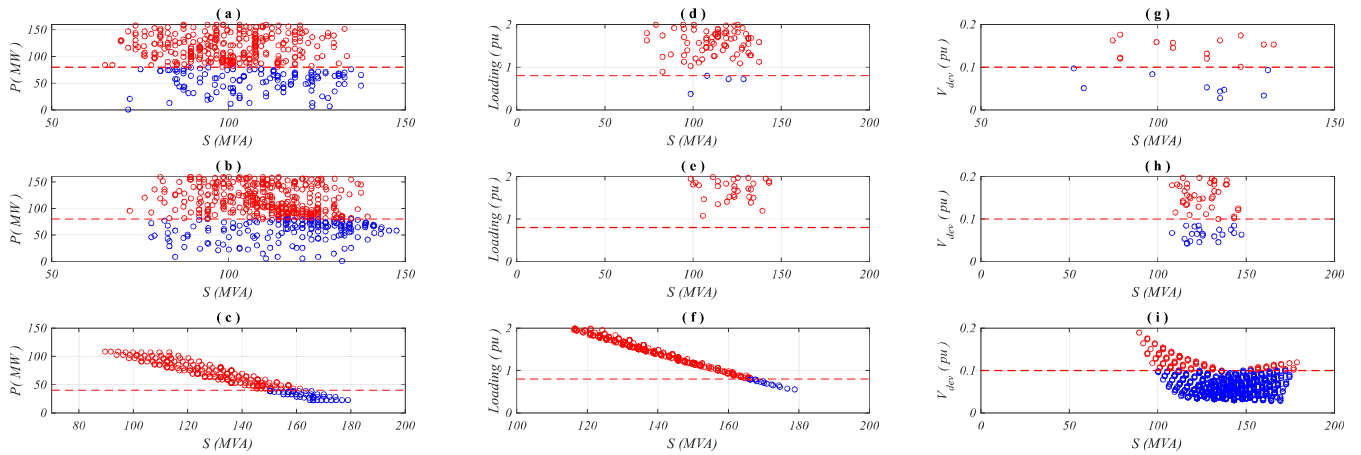 ( a )
150
100
50
0
P( MW )
50
100
150
S (MVA)
( d )
2
1
0
Loading ( pu )
0
50
100
150
200
S (MVA)
( g )
0.2
0.1
0
V_dev ( pu )
50
100
150
S (MVA)
( b )
150
100
50
0
P( MW )
50
100
150
S (MVA)
( e )
2
1
0
Loading ( pu )
0
50
100
150
200
S (MVA)
( h )
0.2
0.1
0
V_dev ( pu )
0
50
100
150
200
S (MVA)
( c )
150
100
50
0
P( MW )
80
100
120
140
160
180
200
S (MVA)
( f )
2
1
0
Loading ( pu )
100
120
140
160
180
200
S (MVA)
( i )
0.2
0.1
0
V_dev ( pu )
0
50
100
150
200
S (MVA)